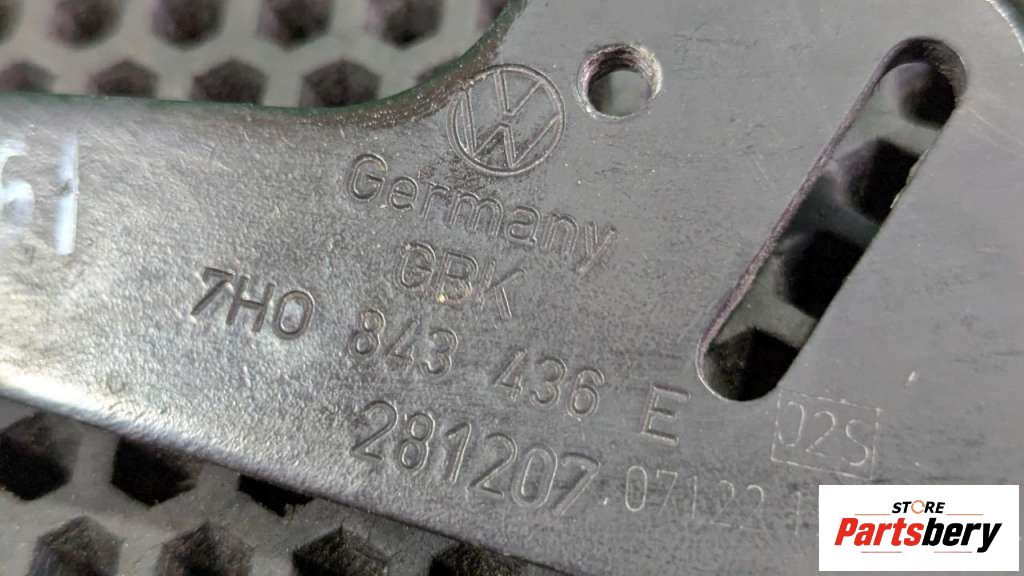 Germany
GBK
7H0 843 436 E
281207
02S
STORE
Partsbery